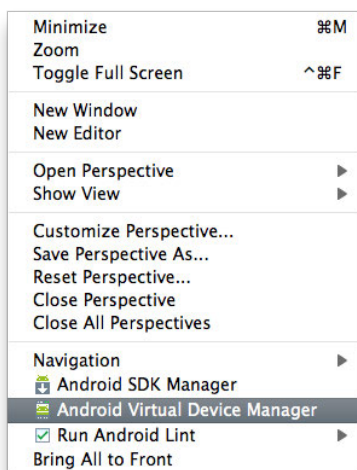 Minimize ⌘M
Zoom
Toggle Full Screen ^⌘F
New Window
New Editor
Open Perspective
Show View
Customize Perspective...
Save Perspective As...
Reset Perspective...
Close Perspective
Close All Perspectives
Navigation
Android SDK Manager
Android Virtual Device Manager
Run Android Lint
Bring All to Front